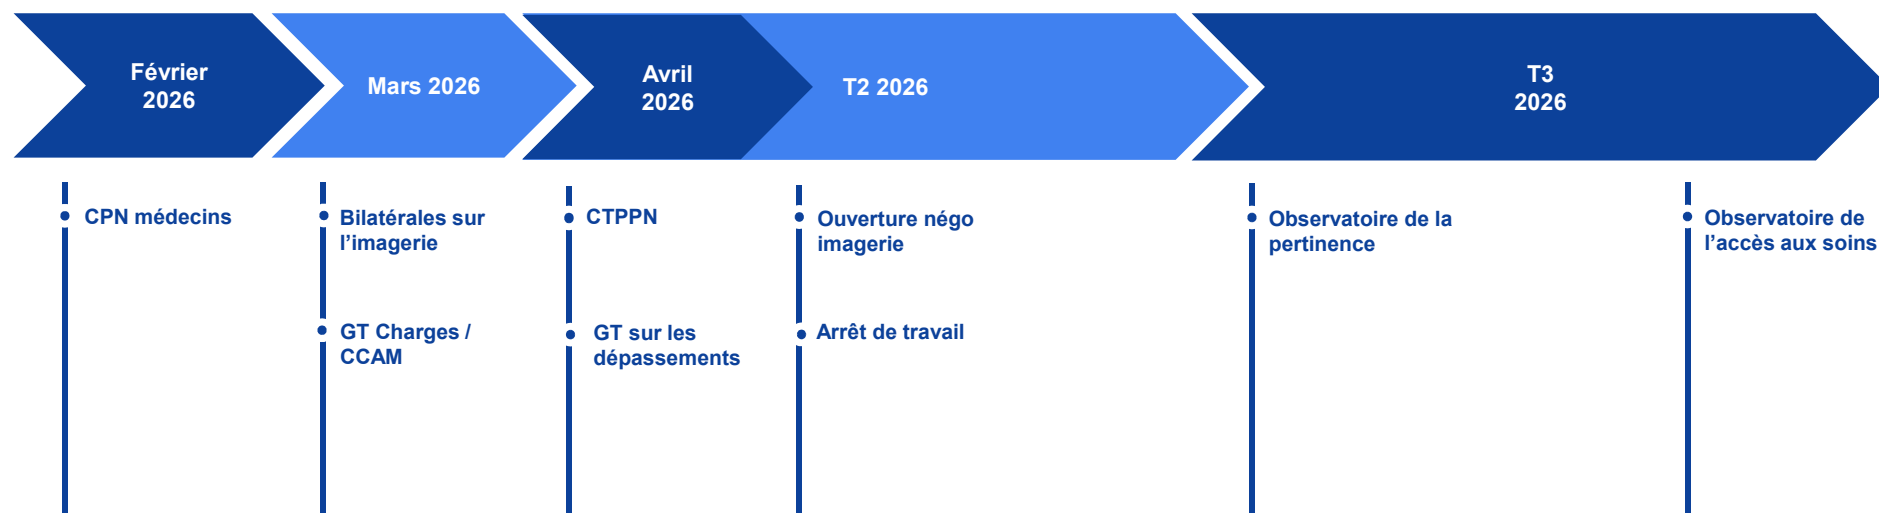 Février
2026
Mars 2026
Avril
2026
T2 2026
T3
2026
CPN médecins
Bilatérales sur
l'imagerie
GT Charges /
CCAM
CTPPN
GT sur les
dépassements
Ouverture négo
imagerie
Arrêt de travail
Observatoire de la
pertinence
Observatoire de
l'accès aux soins